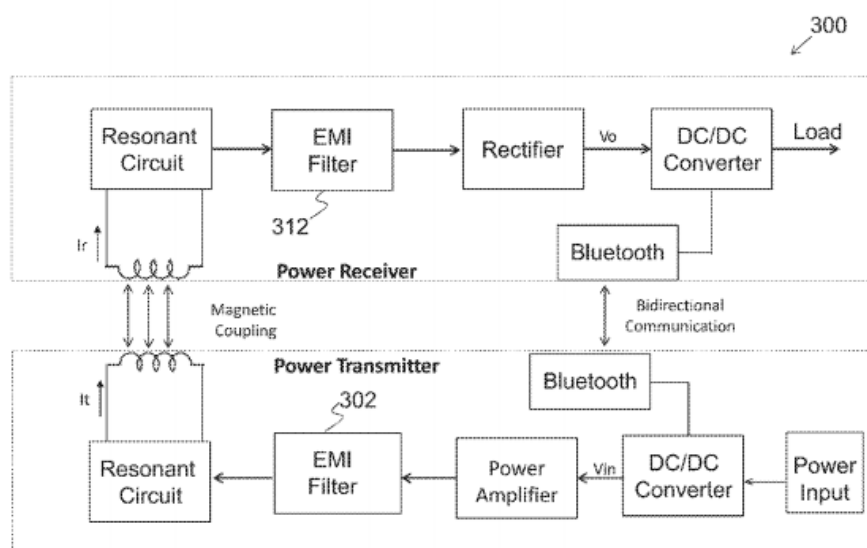 300
Resonant
Circuit
EMI
Filter
312
Rectifier
Vo
DC/DC
Converter
Load
Ir
Bluetooth
Power Receiver
Magnetic
Coupling
Bidirectional
Communication
Power Transmitter
Bluetooth
It
302
Resonant
Circuit
EMI
Filter
Power
Amplifier
Vin
DC/DC
Converter
Power
Input